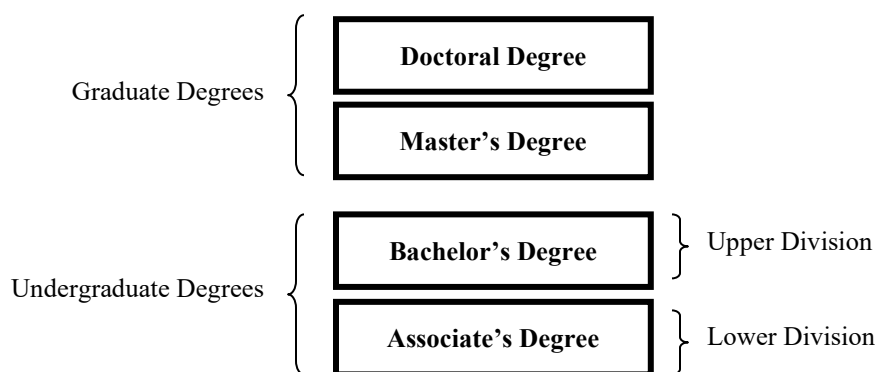 Doctoral Degree
Graduate Degrees
Master’s Degree
Bachelor’s Degree
Upper Division
Undergraduate Degrees
Associate’s Degree
Lower Division